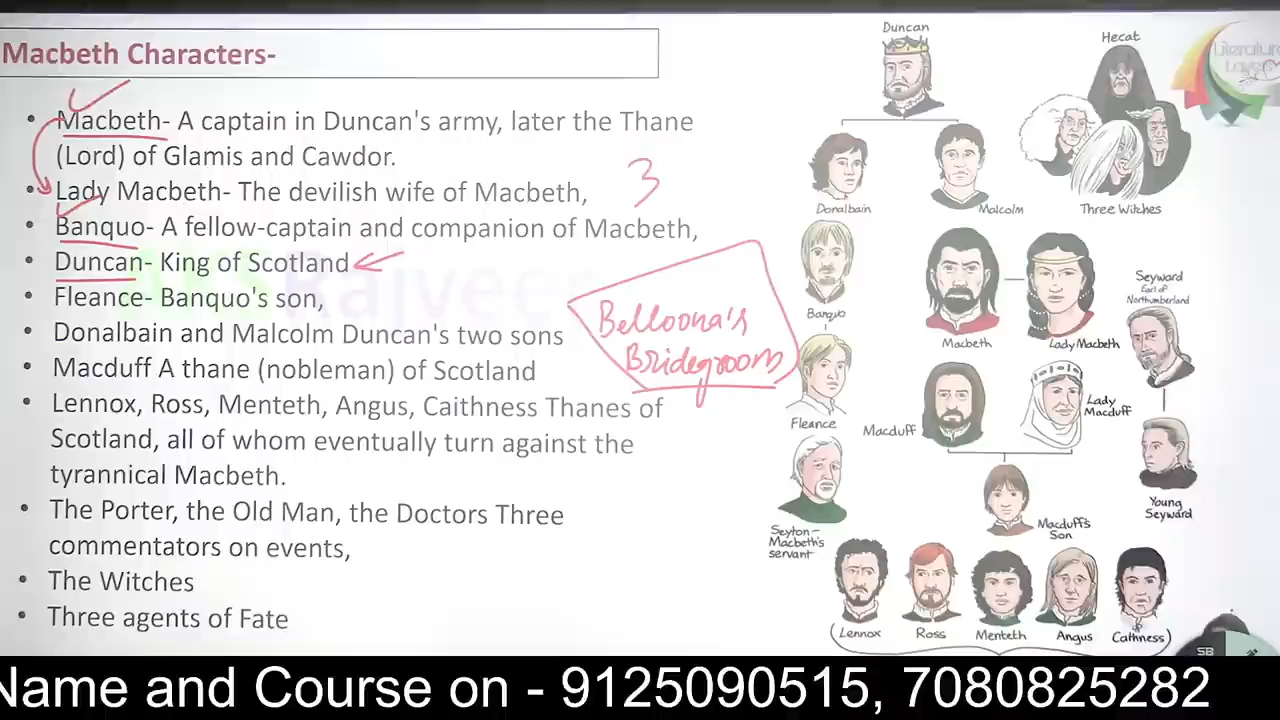 Macbeth Characters-
• Macbeth- A captain in Duncan's army, later the Thane
(Lord) of Glamis and Cawdor.
• Lady Macbeth- The devilish wife of Macbeth,
• Banquo- A fellow-captain and companion of Macbeth,
• Duncan- King of Scotland
• Fleance- Banquo's son,
• Donalbain and Malcolm Duncan's two sons
• Macduff A thane (nobleman) of Scotland
• Lennox, Ross, Menteth, Angus, Caithness Thanes of
Scotland, all of whom eventually turn against the
tyrannical Macbeth.
• The Porter, the Old Man, the Doctors Three
commentators on events,
• The Witches
• Three agents of Fate
3
Belloona's
Bridegroom
Rajveer
Duncan
Hecat
Literature
Layer
Donalbain
Malcolm
Three Witches
Banquo
Macbeth
Lady Macbeth
Seyward
Earl of
Northumberland
Fleance
Macduff
Lady
Macduff
Seyton-
Macbeth's
servant
Macduff's
Son
Young
Seyward
(Lennox Ross Menteth Angus Cathness)
SB
Name and Course on - 9125090515, 7080825282